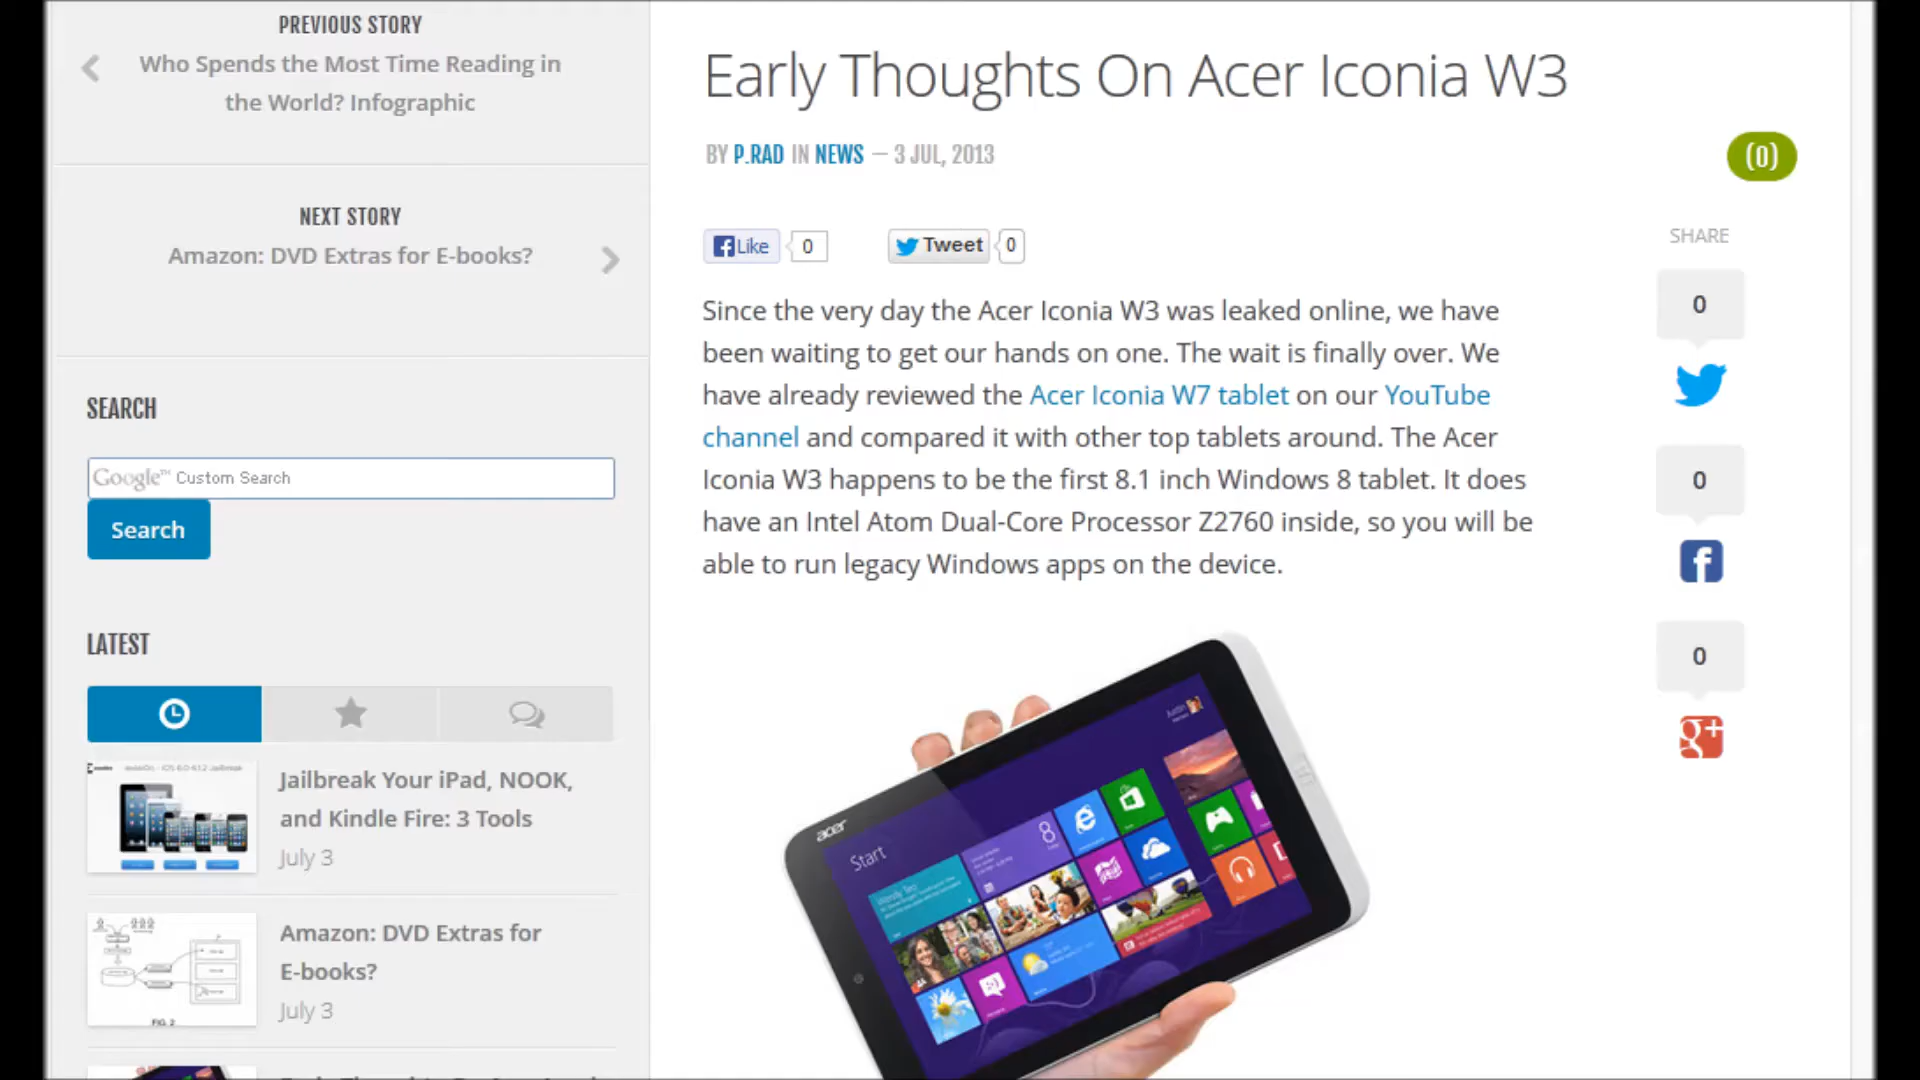 PREVIOUS STORY
Who Spends the Most Time Reading in
the World? Infographic
NEXT STORY
Amazon: DVD Extras for E-books?
SEARCH
Google™ Custom Search
Search
LATEST
Jailbreak Your iPad, NOOK,
and Kindle Fire: 3 Tools
July 3
Amazon: DVD Extras for
E-books?
July 3
FIG. 2
Early Thoughts On Acer Iconia W3
BY P.RAD IN NEWS — 3 JUL, 2013
(0)
Like 0
Tweet 0
Since the very day the Acer Iconia W3 was leaked online, we have
been waiting to get our hands on one. The wait is finally over. We
have already reviewed the Acer Iconia W7 tablet on our YouTube
channel and compared it with other top tablets around. The Acer
Iconia W3 happens to be the first 8.1 inch Windows 8 tablet. It does
have an Intel Atom Dual-Core Processor Z2760 inside, so you will be
able to run legacy Windows apps on the device.
acer
Start
8
SHARE
0
0
0
g+